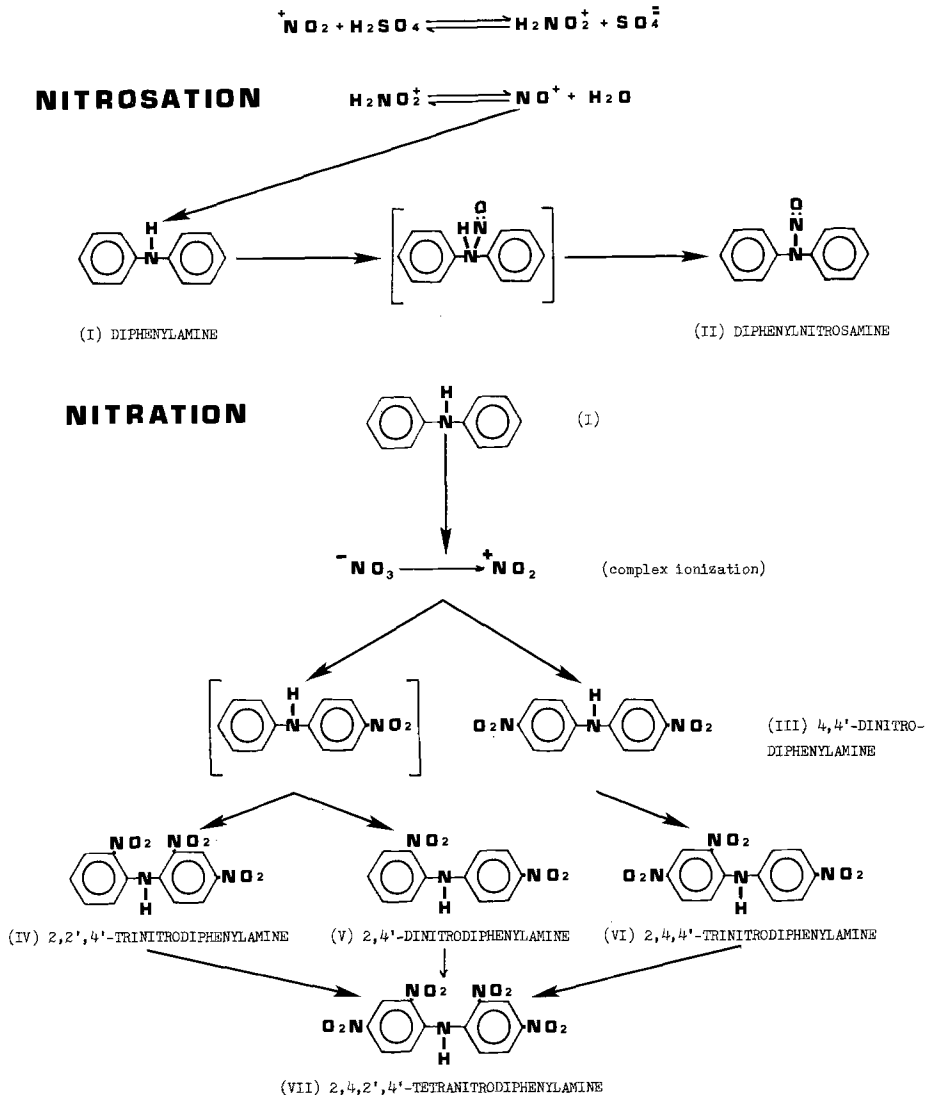 ⁺NO₂ + H₂SO₄ ⇌ H₂NO₂⁺ + SO₄⁼
NITROSATION
H₂NO₂⁺ ⇌ NO⁺ + H₂O
H
N
O
N
H
N
O
N
N
(I) DIPHENYLAMINE
(II) DIPHENYLNITROSAMINE
NITRATION
H
N
(I)
⁻NO₃ → ⁺NO₂ (complex ionization)
H
N
NO₂
H
O₂N
N
NO₂
(III) 4,4'-DINITRO-
DIPHENYLAMINE
NO₂ NO₂
N
NO₂
H
NO₂
N
NO₂
H
NO₂
O₂N
N
NO₂
H
(IV) 2,2',4'-TRINITRODIPHENYLAMINE
(V) 2,4'-DINITRODIPHENYLAMINE
(VI) 2,4,4'-TRINITRODIPHENYLAMINE
NO₂ NO₂
O₂N
N
NO₂
H
(VII) 2,4,2',4'-TETRANITRODIPHENYLAMINE